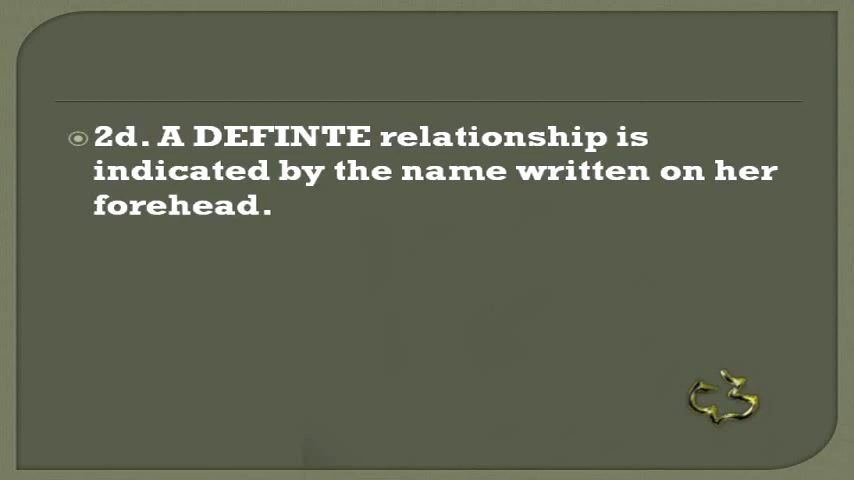 2d. A DEFINTE relationship is
indicated by the name written on her
forehead.